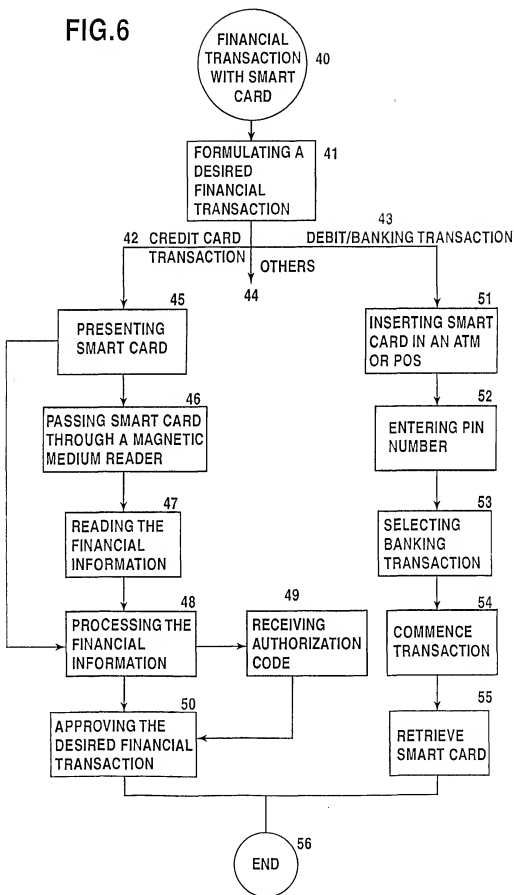 FIG.6
FINANCIAL
TRANSACTION
WITH SMART
CARD
40
FORMULATING A
DESIRED
FINANCIAL
TRANSACTION
41
42 CREDIT CARD
TRANSACTION
43
DEBIT/BANKING TRANSACTION
OTHERS
44
45
PRESENTING
SMART CARD
46
PASSING SMART CARD
THROUGH A MAGNETIC
MEDIUM READER
47
READING THE
FINANCIAL
INFORMATION
48
PROCESSING THE
FINANCIAL
INFORMATION
49
RECEIVING
AUTHORIZATION
CODE
50
APPROVING THE
DESIRED FINANCIAL
TRANSACTION
51
INSERTING SMART
CARD IN AN ATM
OR POS
52
ENTERING PIN
NUMBER
53
SELECTING
BANKING
TRANSACTION
54
COMMENCE
TRANSACTION
55
RETRIEVE
SMART CARD
END
56